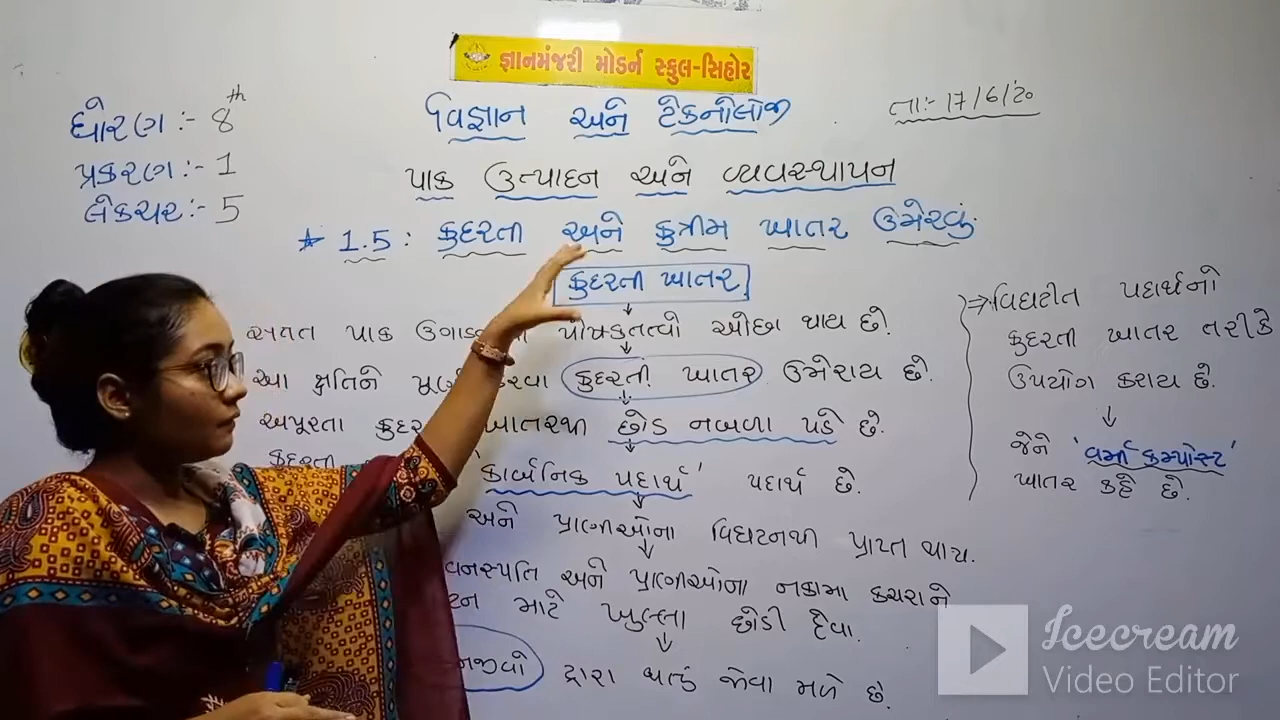 જ્ઞાનમંજરી મોડર્ન સ્કુલ-સિહોર
ધોરણ :- 8th
પ્રકરણ :- 1
લેકચર :- 5
વિજ્ઞાન અને ટેકનોલોજી
તા:- 17/6/20
પાક ઉત્પાદન અને વ્યવસ્થાપન
★ 1.5 : કુદરતી અને કુત્રીમ ખાતર ઉમેરવું
કુદરતી ખાતર
સતત પાક પોષકતત્વો ઓછા થાય છે.
આ ક્ષતિને પૂર્ણ કરવા કુદરતી ખાતર ઉમેરાય છે.
અપૂરતા છોડ નબળા પડે છે.
કુદરતી 'કાર્બનિક પદાર્થ' પદાર્થ છે.
અને પ્રાણીઓના વિઘટનથી પ્રાપ્ત થાય.
વનસ્પતિ અને પ્રાણીઓના નકામા કચરાને
માટે ખુલ્લા છોડી દેવા.
દ્વારા થતું જોવા મળે છે.
⇒ વિઘટીત પદાર્થનો
કુદરતી ખાતર તરીકે
ઉપયોગ કરાય છે.
જેને 'વર્મી કમ્પોસ્ટ'
ખાતર કહે છે.
Icecream
Video Editor